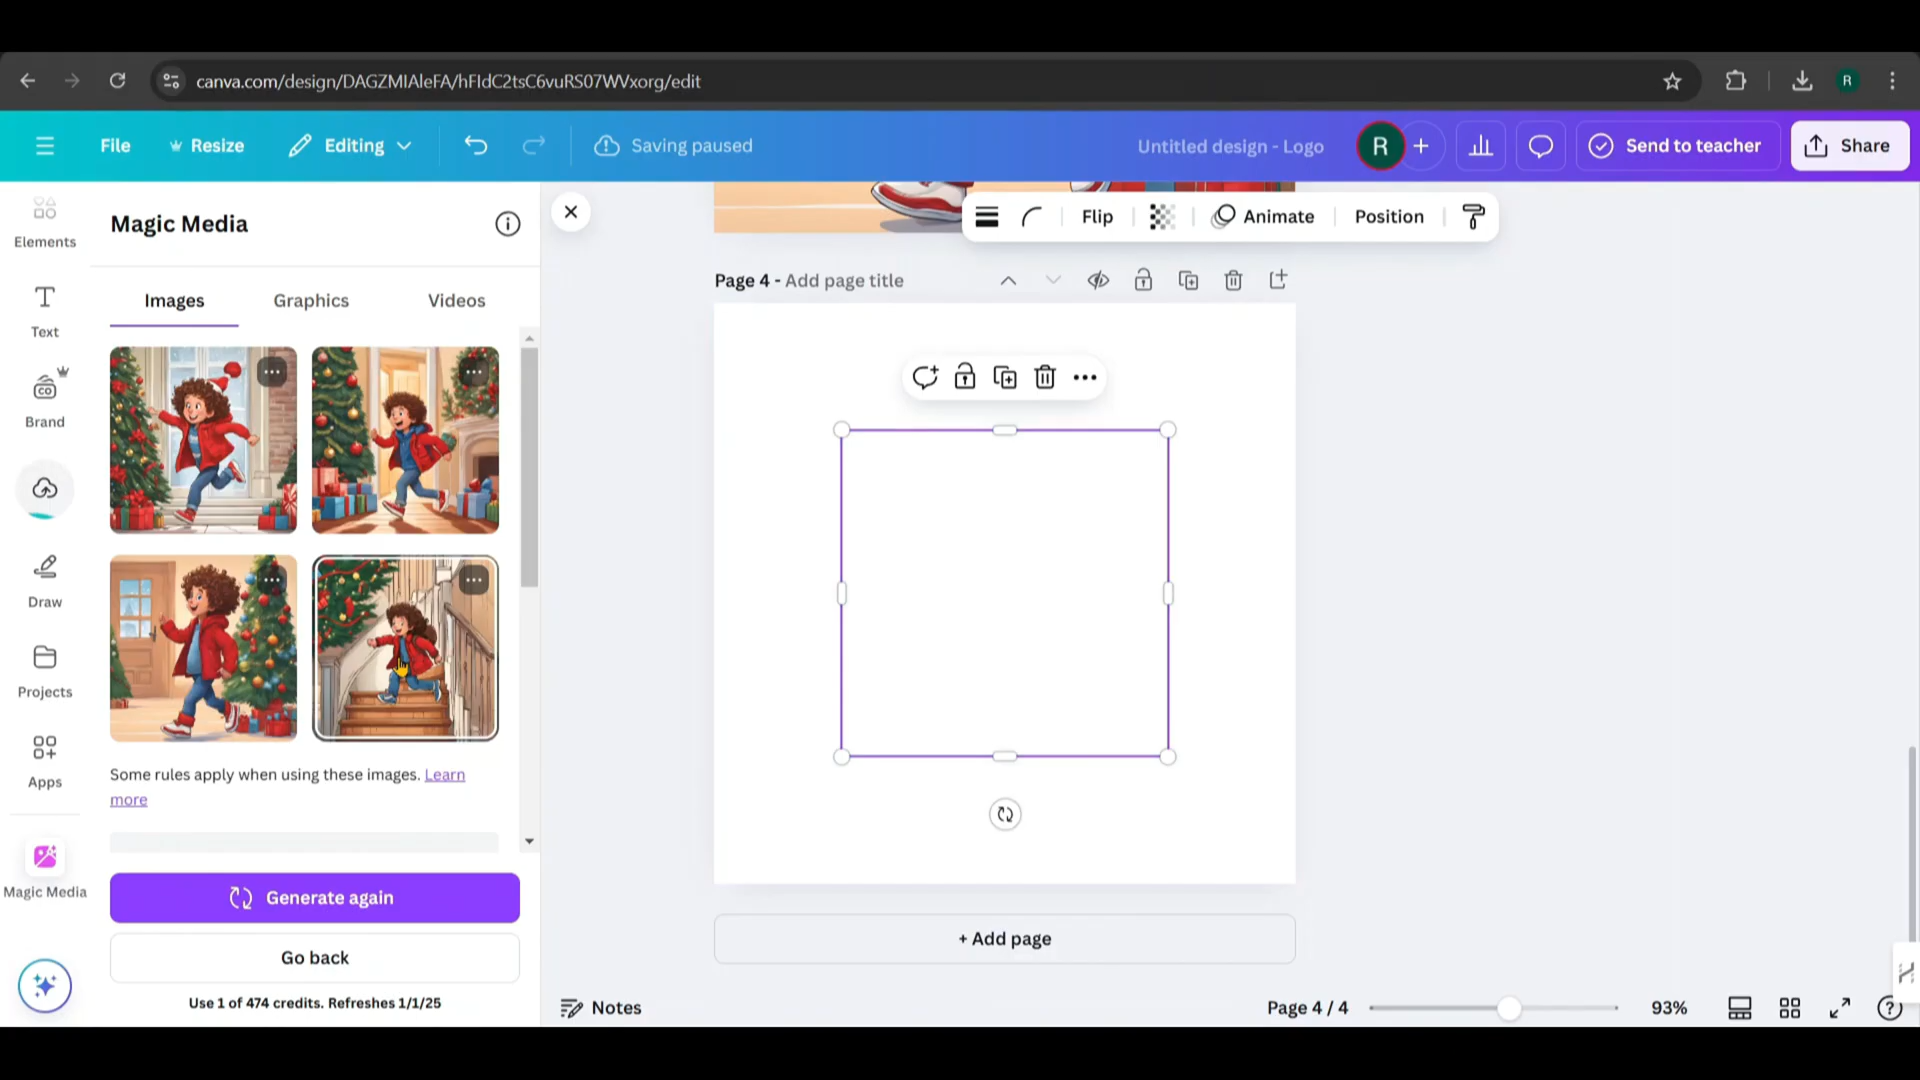 canva.com/design/DAGZMIAleFA/hFIdC2tsC6vuRS07WVxorg/edit
R
File
Resize
Editing
Saving paused
Untitled design - Logo
R
Send to teacher
Share
Elements
Text
Brand
Draw
Projects
Apps
Magic Media
Magic Media
Images
Graphics
Videos
Some rules apply when using these images. Learn
more
Generate again
Go back
Use 1 of 474 credits. Refreshes 1/1/25
Flip
Animate
Position
Page 4 - Add page title
+ Add page
Notes
Page 4 / 4
93%